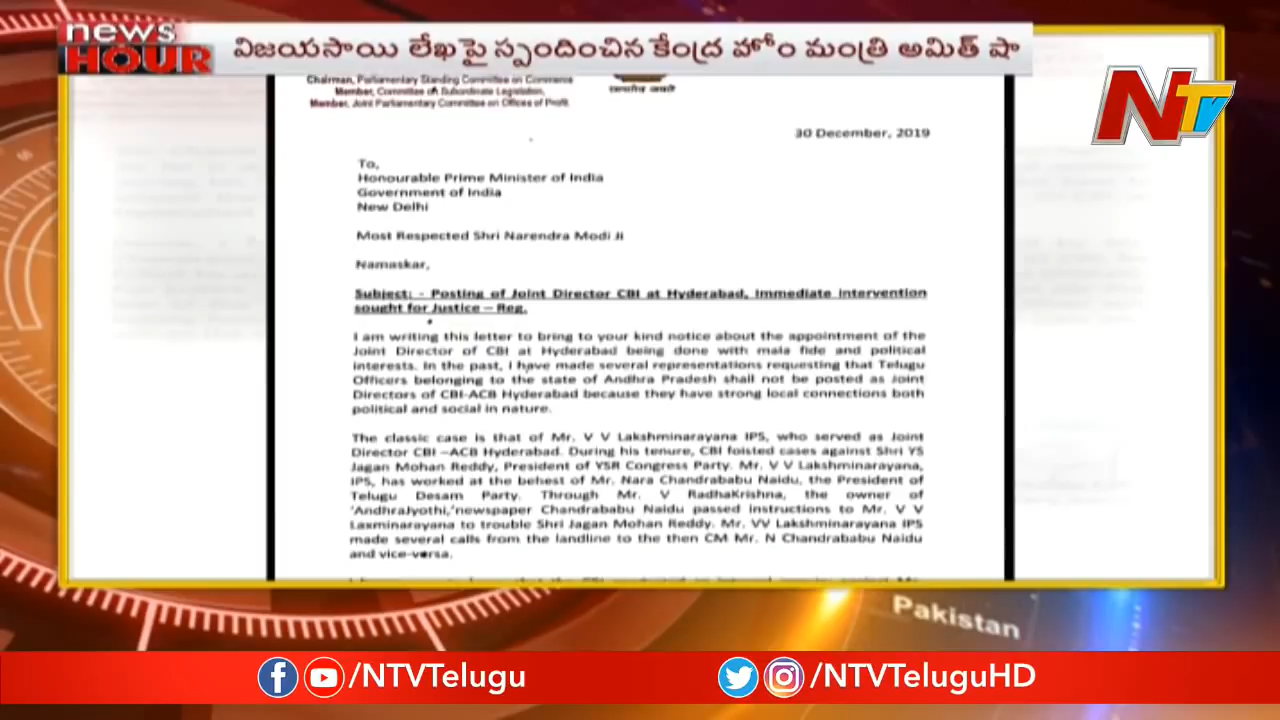 news
HOUR
విజయసాయి లేఖపై స్పందించిన కేంద్ర హోం మంత్రి అమిత్ షా
NTV
Chairman, Parliamentary Standing Committee on Commerce
Member, Committee on Subordinate Legislation,
Member, Joint Parliamentary Committee on Offices of Profit.
सत्यमेव जयते
30 December, 2019
To,
Honourable Prime Minister of India
Government of India
New Delhi
Most Respected Shri Narendra Modi Ji
Namaskar,
Subject: - Posting of Joint Director CBI at Hyderabad, Immediate intervention
sought for Justice – Reg.
I am writing this letter to bring to your kind notice about the appointment of the
Joint Director of CBI at Hyderabad being done with mala fide and political
interests. In the past, I have made several representations requesting that Telugu
Officers belonging to the state of Andhra Pradesh shall not be posted as Joint
Directors of CBI-ACB Hyderabad because they have strong local connections both
political and social in nature.
The classic case is that of Mr. V V Lakshminarayana IPS, who served as Joint
Director CBI –ACB Hyderabad. During his tenure, CBI foisted cases against Shri YS
Jagan Mohan Reddy, President of YSR Congress Party. Mr. V V Lakshminarayana,
IPS, has worked at the behest of Mr. Nara Chandrababu Naidu, the President of
Telugu Desam Party. Through Mr. V RadhaKrishna, the owner of
'AndhraJyothi,'newspaper Chandrababu Naidu passed instructions to Mr. V V
Laxminarayana to trouble Shri Jagan Mohan Reddy. Mr. VV Lakshminarayana IPS
made several calls from the landline to the then CM Mr. N Chandrababu Naidu
and vice-versa.
Pakistan
/NTVTelugu
/NTVTeluguHD